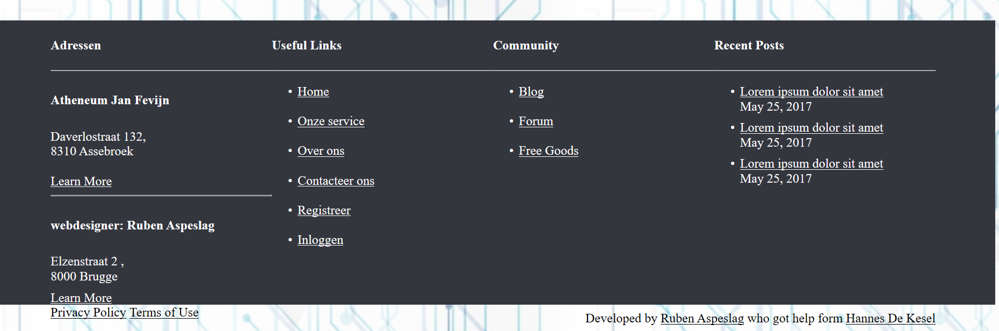 Adressen
Atheneum Jan Fevijn
Daverlostraat 132,
8310 Assebroek
Learn More
webdesigner: Ruben Aspeslag
Elzenstraat 2 ,
8000 Brugge
Learn More
Useful Links
• Home
• Onze service
• Over ons
• Contacteer ons
• Registreer
• Inloggen
Community
• Blog
• Forum
• Free Goods
Recent Posts
• Lorem ipsum dolor sit amet
May 25, 2017
• Lorem ipsum dolor sit amet
May 25, 2017
• Lorem ipsum dolor sit amet
May 25, 2017
Privacy Policy Terms of Use
Developed by Ruben Aspeslag who got help form Hannes De Kesel